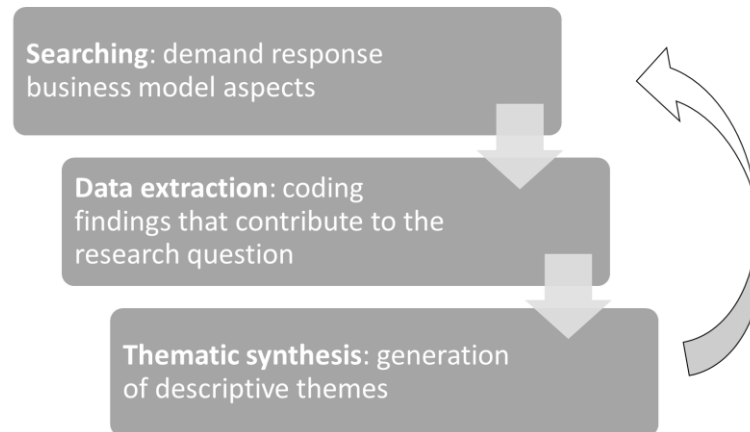 Searching: demand response
business model aspects
Data extraction: coding
findings that contribute to the
research question
Thematic synthesis: generation
of descriptive themes